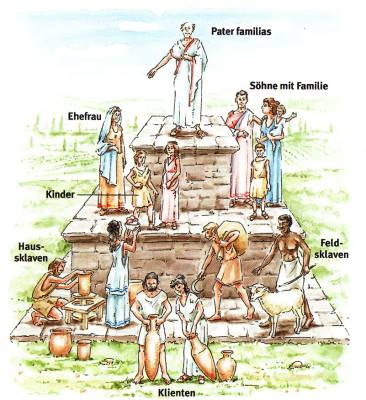 Pater familias
Söhne mit Familie
Ehefrau
Kinder
Haus-
sklaven
Feld-
sklaven
Klienten